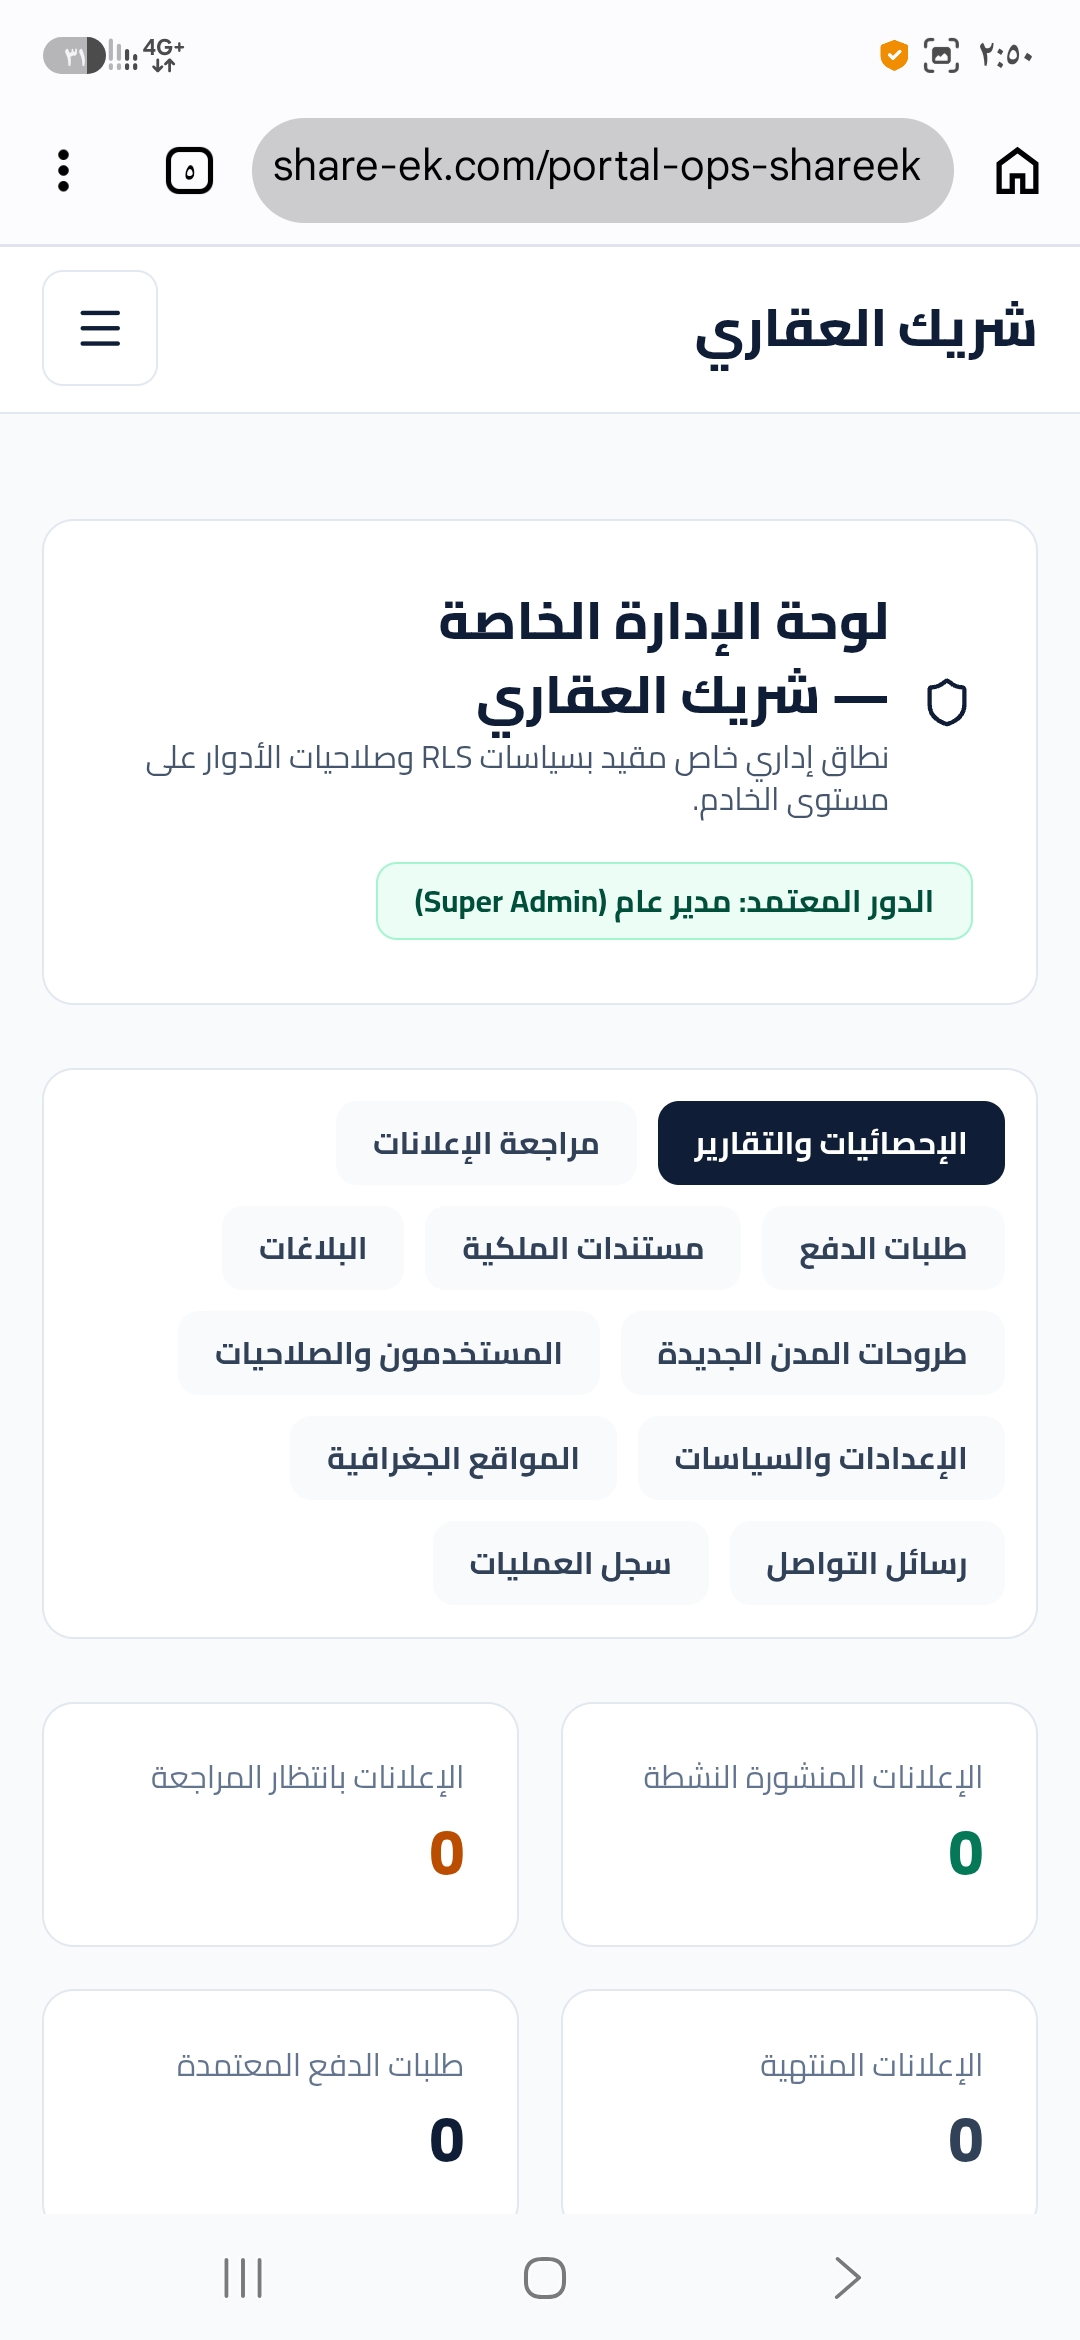 ٢:٥٠
4G+
٣١
share-ek.com/portal-ops-shareek
٥
شريك العقاري
لوحة الإدارة الخاصة
— شريك العقاري
نطاق إداري خاص مقيد بسياسات RLS وصلاحيات الأدوار على
مستوى الخادم.
الدور المعتمد: مدير عام (Super Admin)
الإحصائيات والتقارير
مراجعة الإعلانات
طلبات الدفع
مستندات الملكية
البلاغات
طروحات المدن الجديدة
المستخدمون والصلاحيات
الإعدادات والسياسات
المواقع الجغرافية
رسائل التواصل
سجل العمليات
الإعلانات المنشورة النشطة
0
الإعلانات بانتظار المراجعة
0
الإعلانات المنتهية
0
طلبات الدفع المعتمدة
0